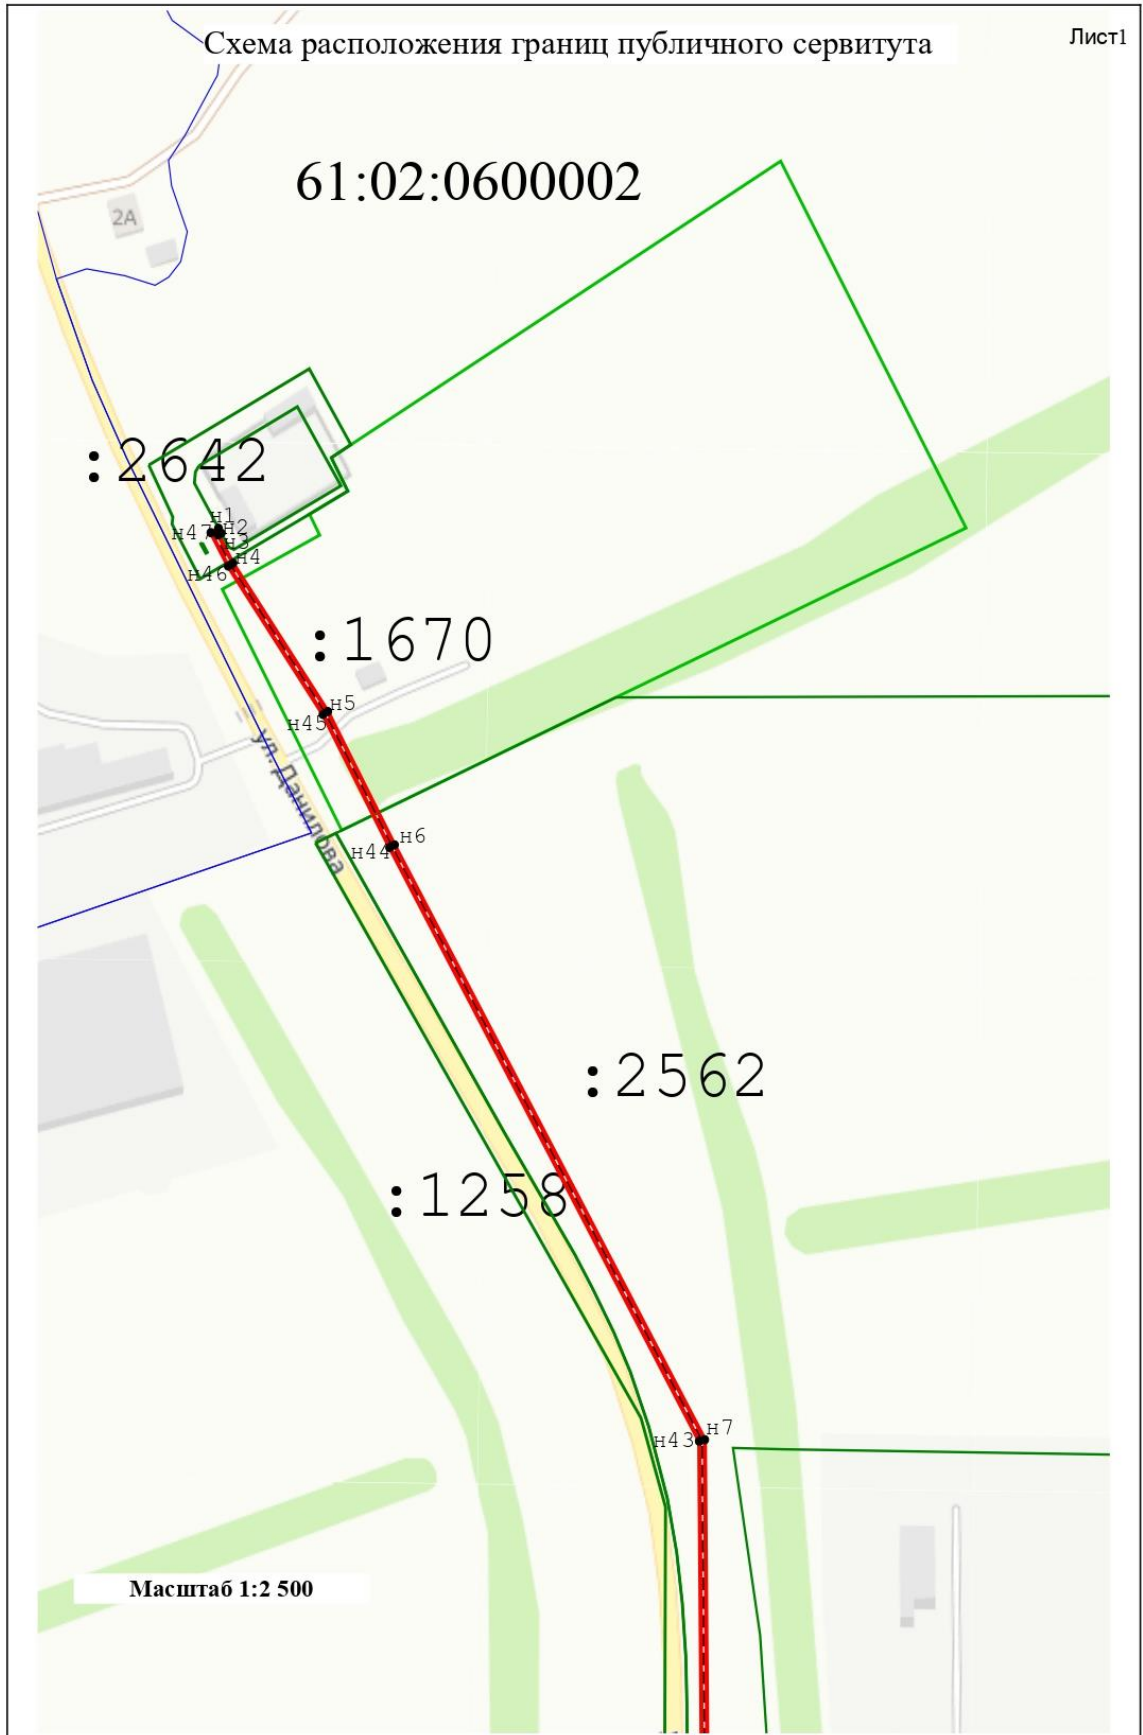 Схема расположения границ публичного сервитута
Лист1
61:02:0600002
2А
:2642
н1
н2
н47
н3
н4
н46
:1670
н5
н45
ул. Данилова
н6
н44
:2562
:1258
н7
н43
Масштаб 1:2 500